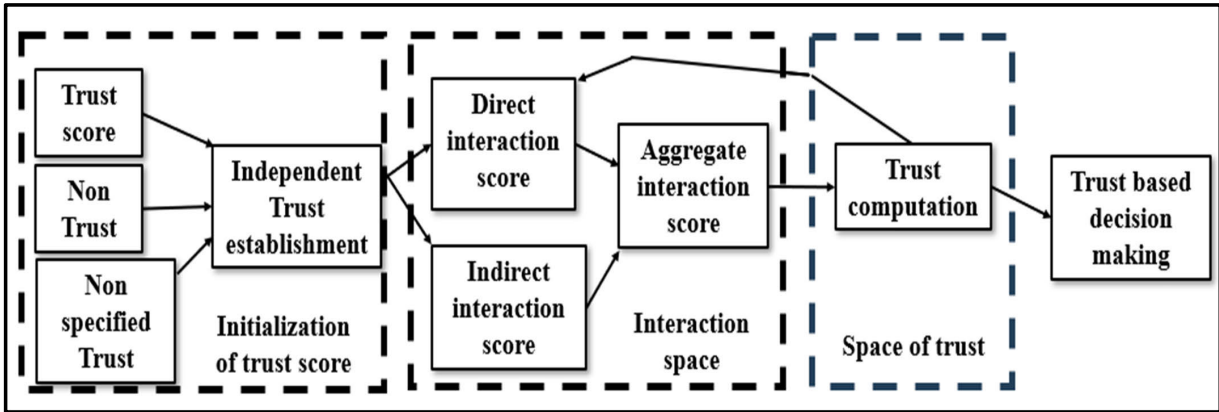 Trust
score
Non
Trust
Non
specified
Trust
Independent
Trust
establishment
Initialization
of trust score
Direct
interaction
score
Indirect
interaction
score
Aggregate
interaction
score
Interaction
space
Trust
computation
Space of trust
Trust based
decision
making